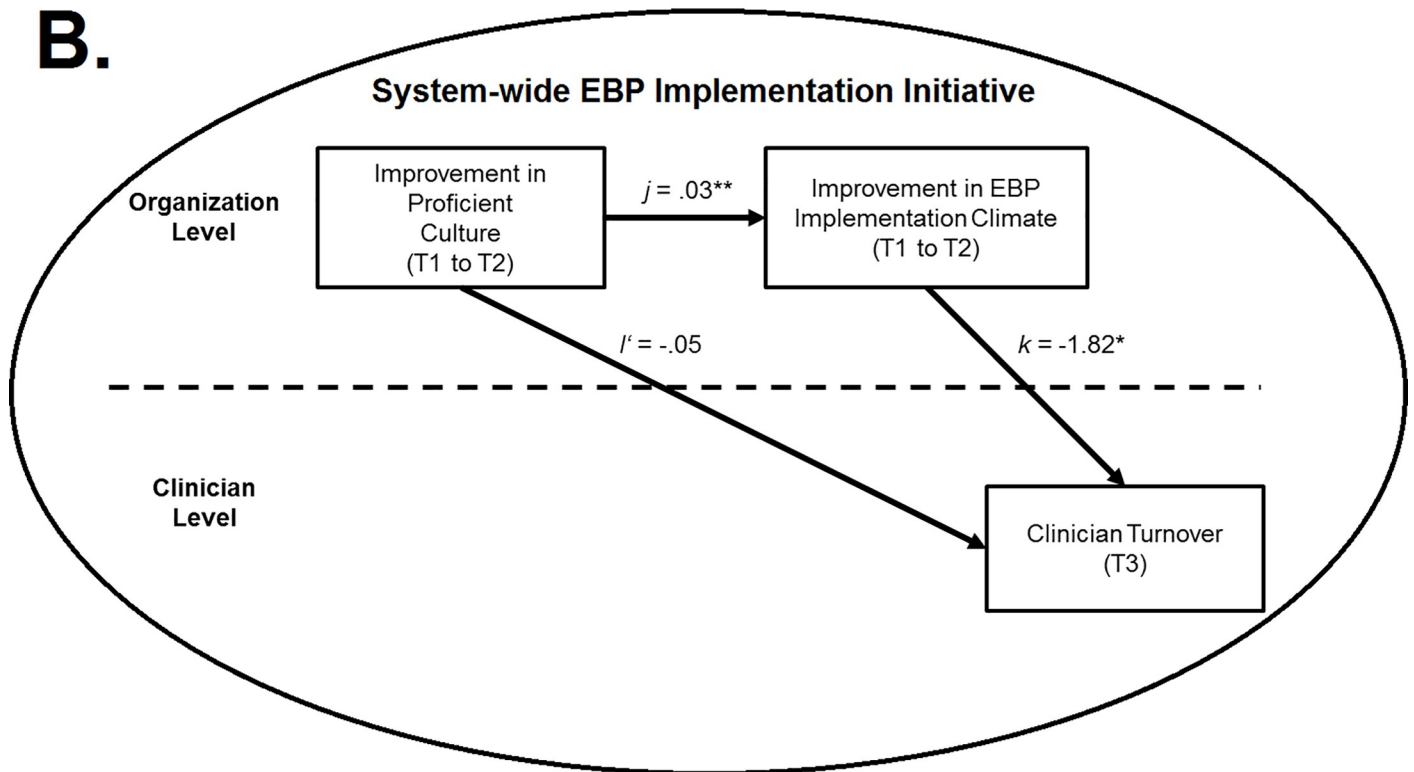 B.
System-wide EBP Implementation Initiative
Organization
Level
Improvement in
Proficient
Culture
(T1 to T2)
j = .03**
Improvement in EBP
Implementation Climate
(T1 to T2)
l‘ = -.05
k = -1.82*
Clinician
Level
Clinician Turnover
(T3)